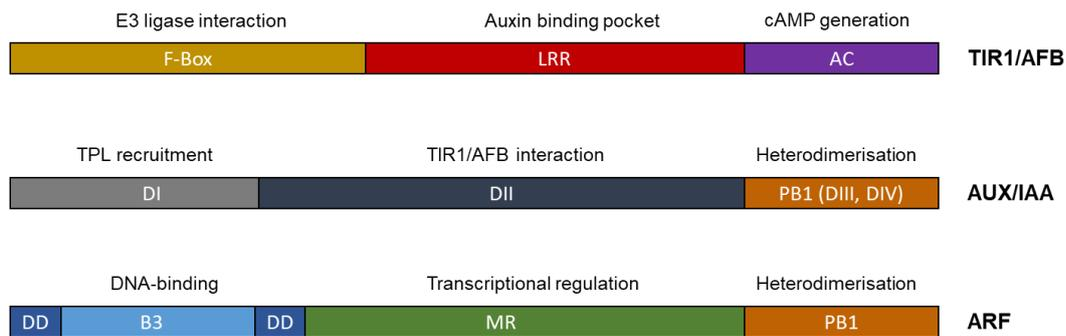 E3 ligase interaction Auxin binding pocket cAMP generation
F-Box LRR AC TIR1/AFB
TPL recruitment TIR1/AFB interaction Heterodimerisation
DI DII PB1 (DIII, DIV) AUX/IAA
DNA-binding Transcriptional regulation Heterodimerisation
DD B3 DD MR PB1 ARF